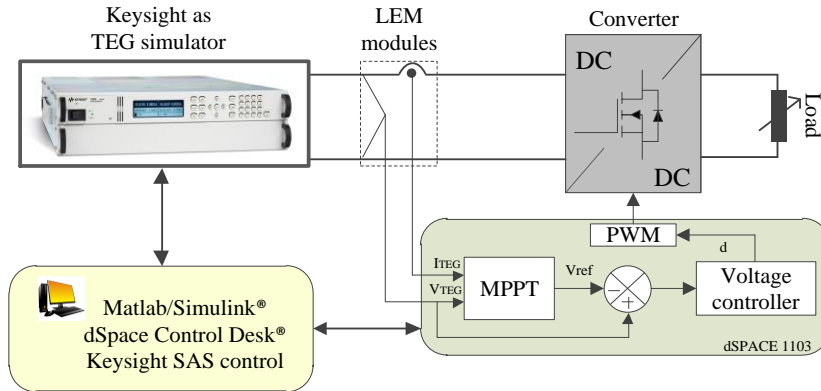 Keysight as
TEG simulator
LEM
modules
Converter
DC
DC
Load
PWM
d
ITEG
VTEG
MPPT
Vref
−
+
Voltage
controller
dSPACE 1103
Matlab/Simulink®
dSpace Control Desk®
Keysight SAS control